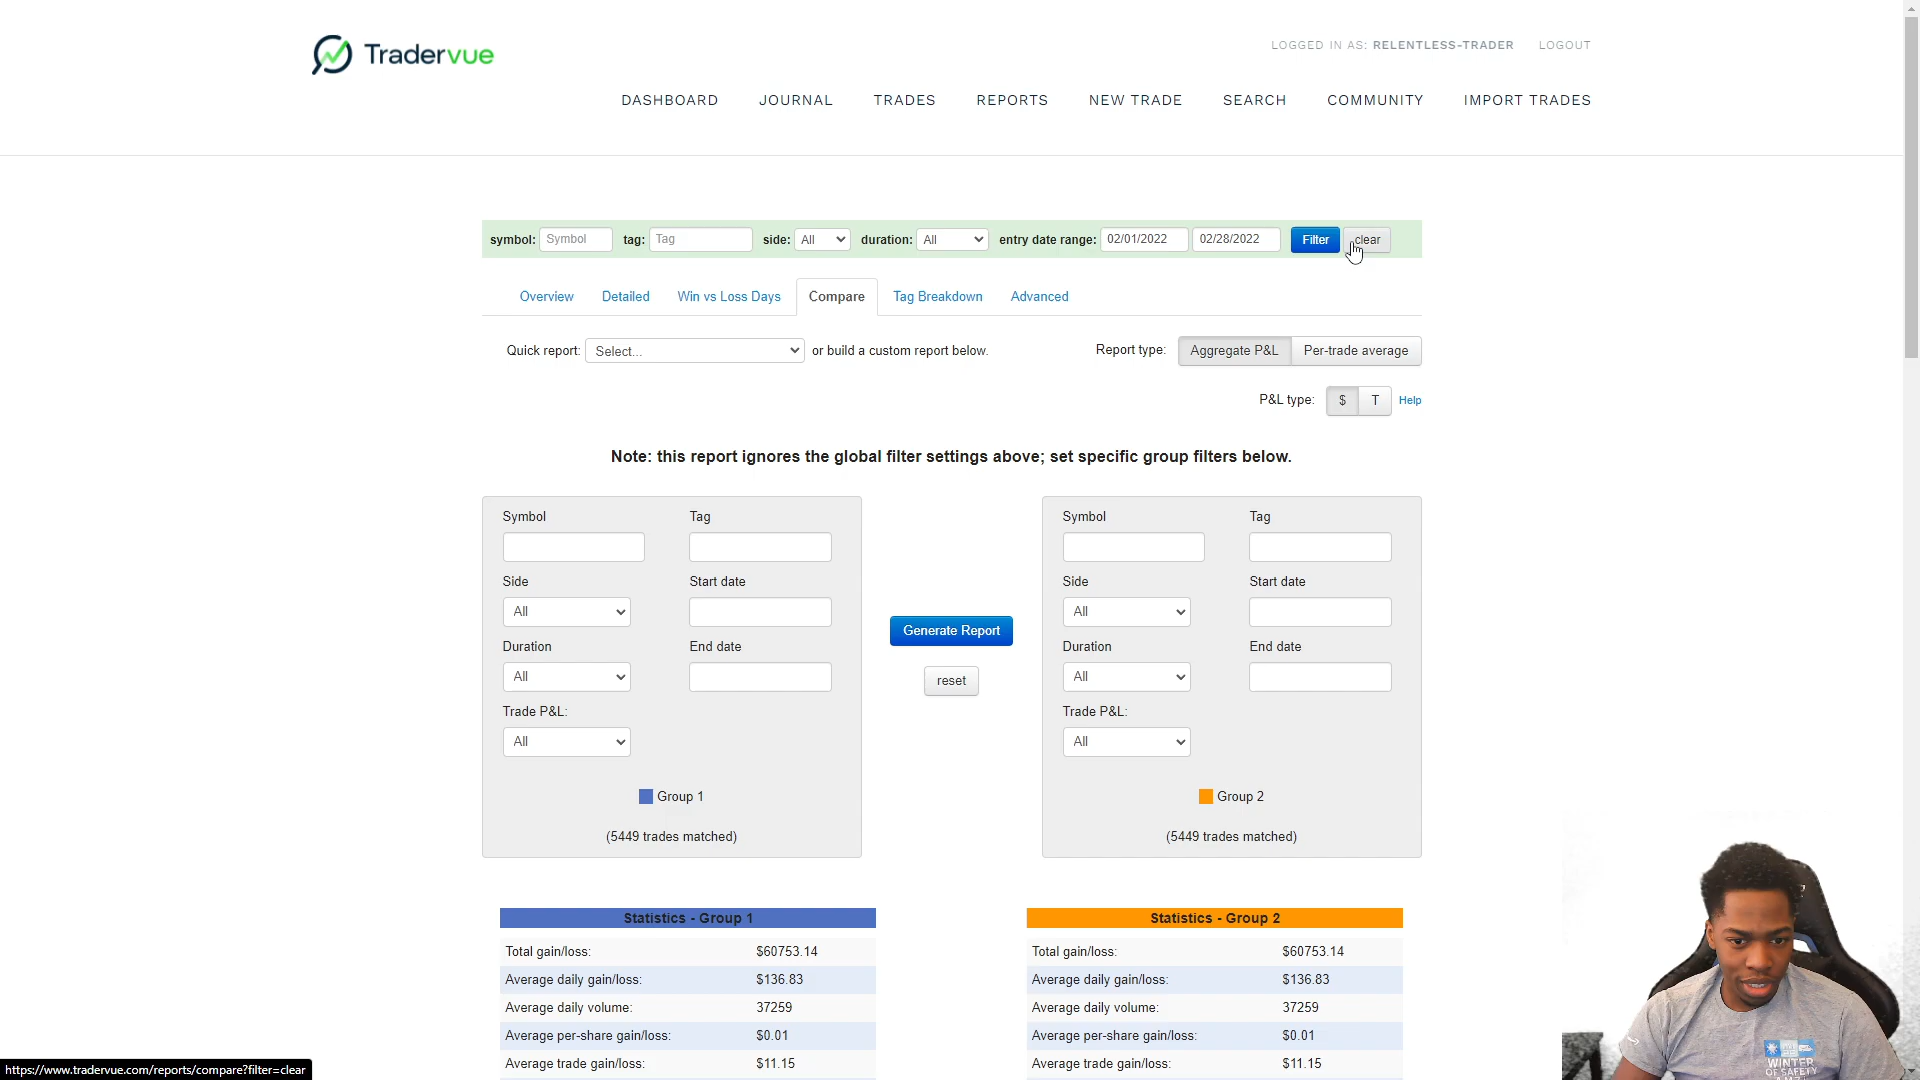 Tradervue
LOGGED IN AS: RELENTLESS-TRADER LOGOUT
DASHBOARD JOURNAL TRADES REPORTS NEW TRADE SEARCH COMMUNITY IMPORT TRADES
symbol: Symbol tag: Tag side: All duration: All entry date range: 02/01/2022 02/28/2022 Filter clear
Overview Detailed Win vs Loss Days Compare Tag Breakdown Advanced
Quick report: Select... or build a custom report below. Report type: Aggregate P&L Per-trade average
P&L type: $ T Help
Note: this report ignores the global filter settings above; set specific group filters below.
Symbol Tag
Side Start date
All
Duration End date
All
Trade P&L:
All
Group 1
(5449 trades matched)
Generate Report
reset
Symbol Tag
Side Start date
All
Duration End date
All
Trade P&L:
All
Group 2
(5449 trades matched)
Statistics - Group 1
Total gain/loss: $60753.14
Average daily gain/loss: $136.83
Average daily volume: 37259
Average per-share gain/loss: $0.01
Average trade gain/loss: $11.15
Statistics - Group 2
Total gain/loss: $60753.14
Average daily gain/loss: $136.83
Average daily volume: 37259
Average per-share gain/loss: $0.01
Average trade gain/loss: $11.15
https://www.tradervue.com/reports/compare?filter=clear
WINTER
OF SAFETY